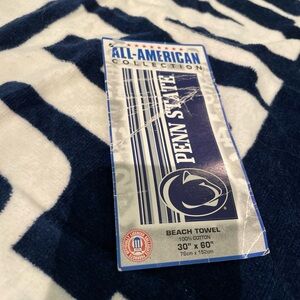 ALL-AMERICAN
COLLECTION
PENN STATE
BEACH TOWEL
100% COTTON
30" x 60"
76cm x 152cm